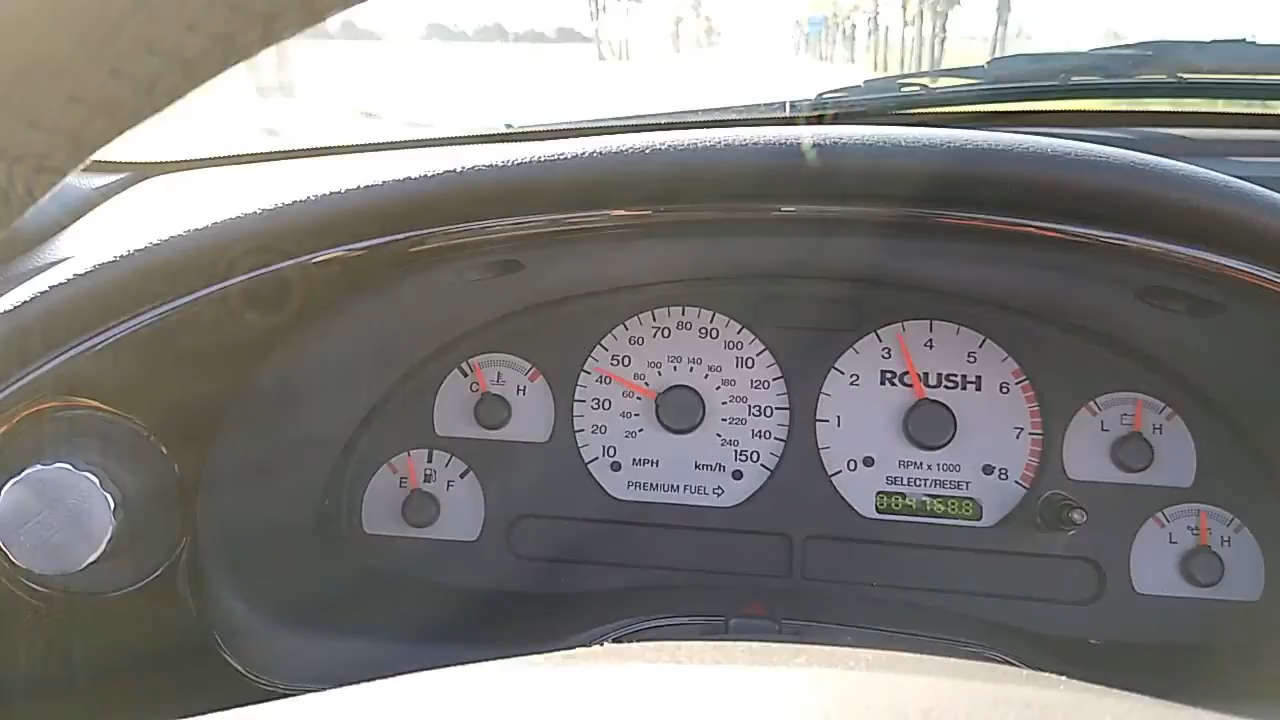 10 20 30 40 50 60 70 80 90 100 110 120 130 140 150
20 40 60 80 100 120 140 160 180 200 220 240
MPH km/h
PREMIUM FUEL
0 1 2 3 4 5 6 7 8
ROUSH
RPM x 1000
SELECT/RESET
C H
E F
L H
L H